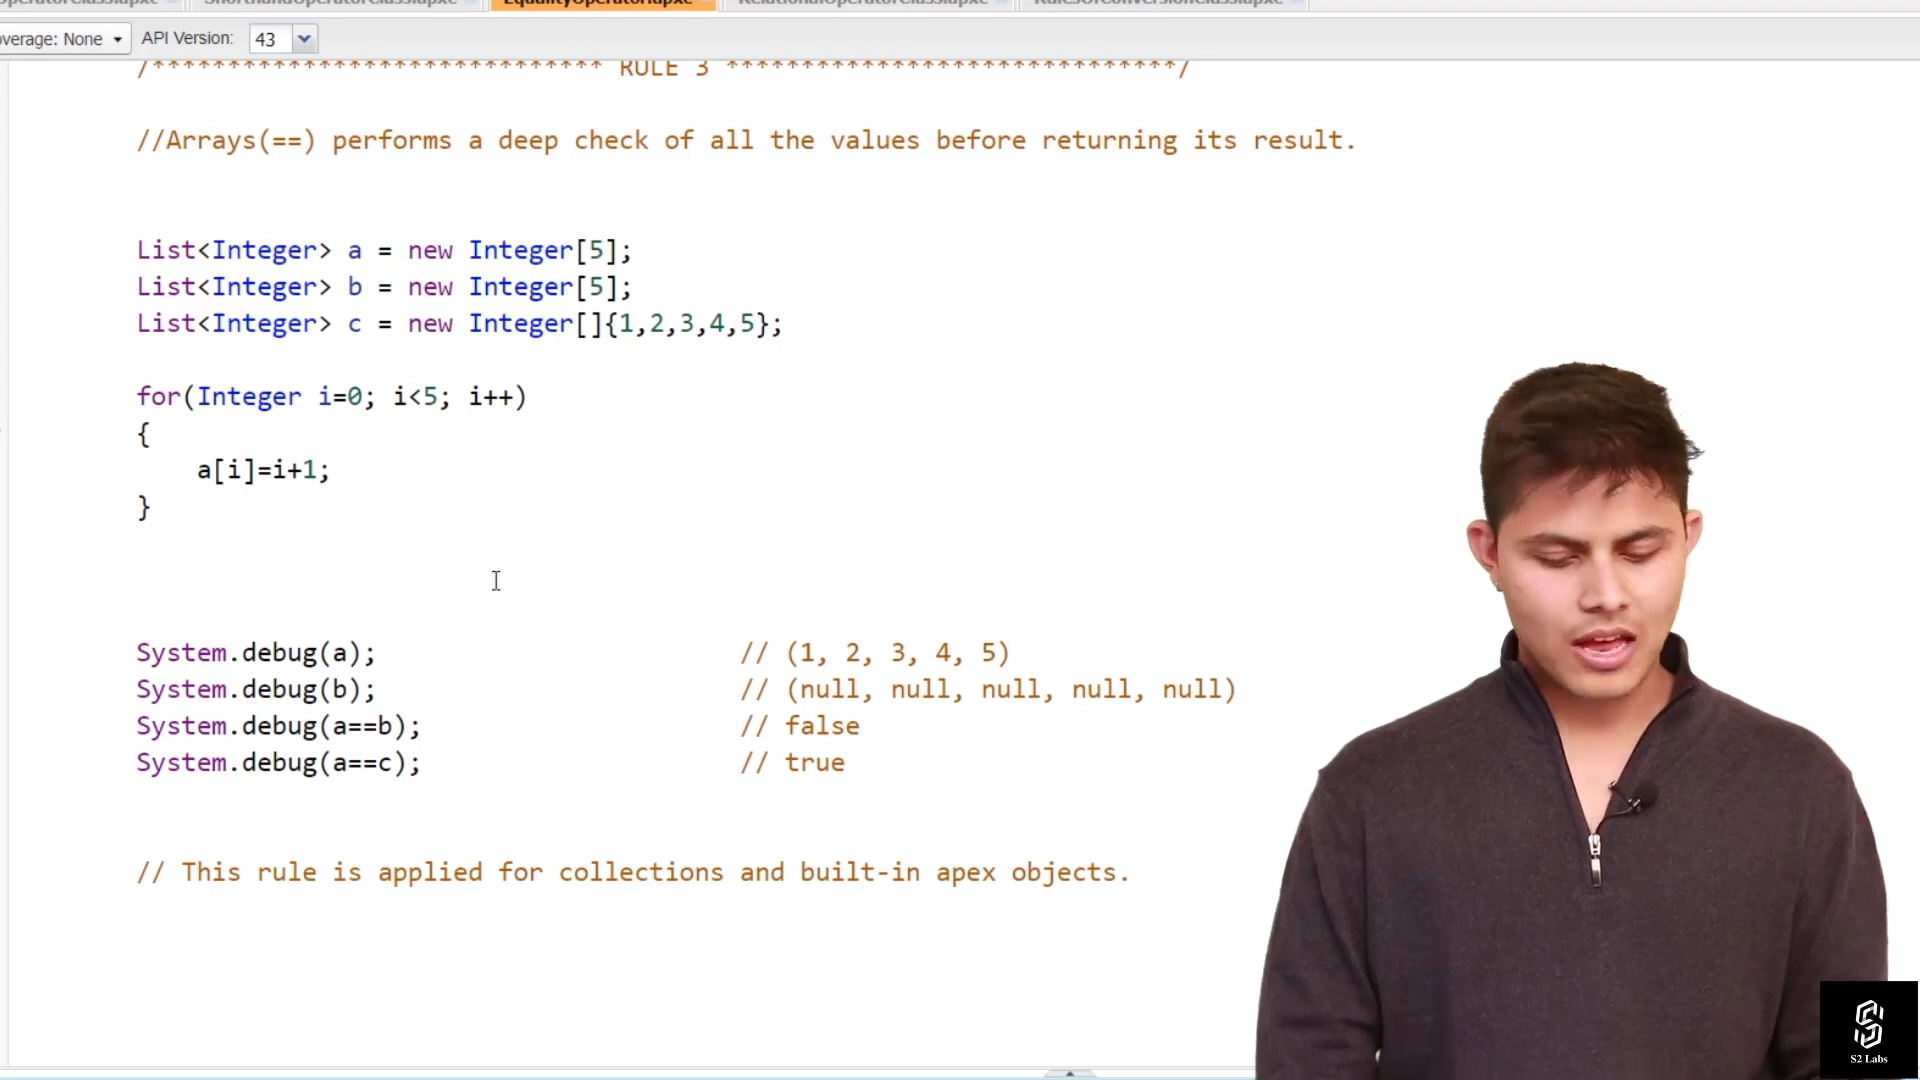 EqualityOperator1.apxc
API Version: 43
/****************************** RULE 3 ******************************/
//Arrays(==) performs a deep check of all the values before returning its result.
List<Integer> a = new Integer[5];
List<Integer> b = new Integer[5];
List<Integer> c = new Integer[]{1,2,3,4,5};
for(Integer i=0; i<5; i++)
{
a[i]=i+1;
}
System.debug(a); // (1, 2, 3, 4, 5)
System.debug(b); // (null, null, null, null, null)
System.debug(a==b); // false
System.debug(a==c); // true
// This rule is applied for collections and built-in apex objects.
S2 Labs